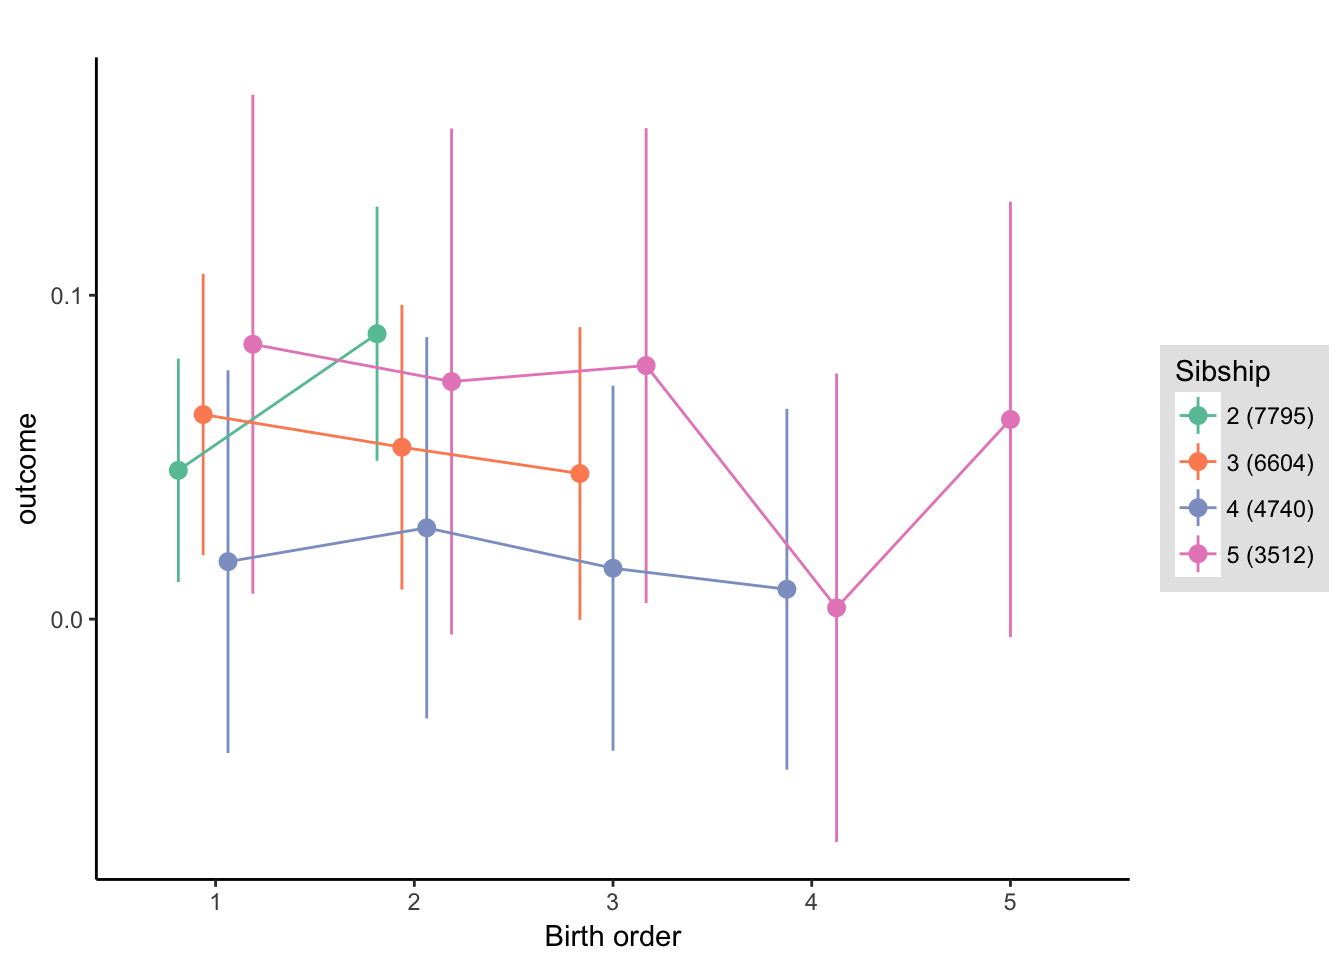 0.1
0.0
outcome
1 2 3 4 5
Birth order
Sibship
2 (7795)
3 (6604)
4 (4740)
5 (3512)